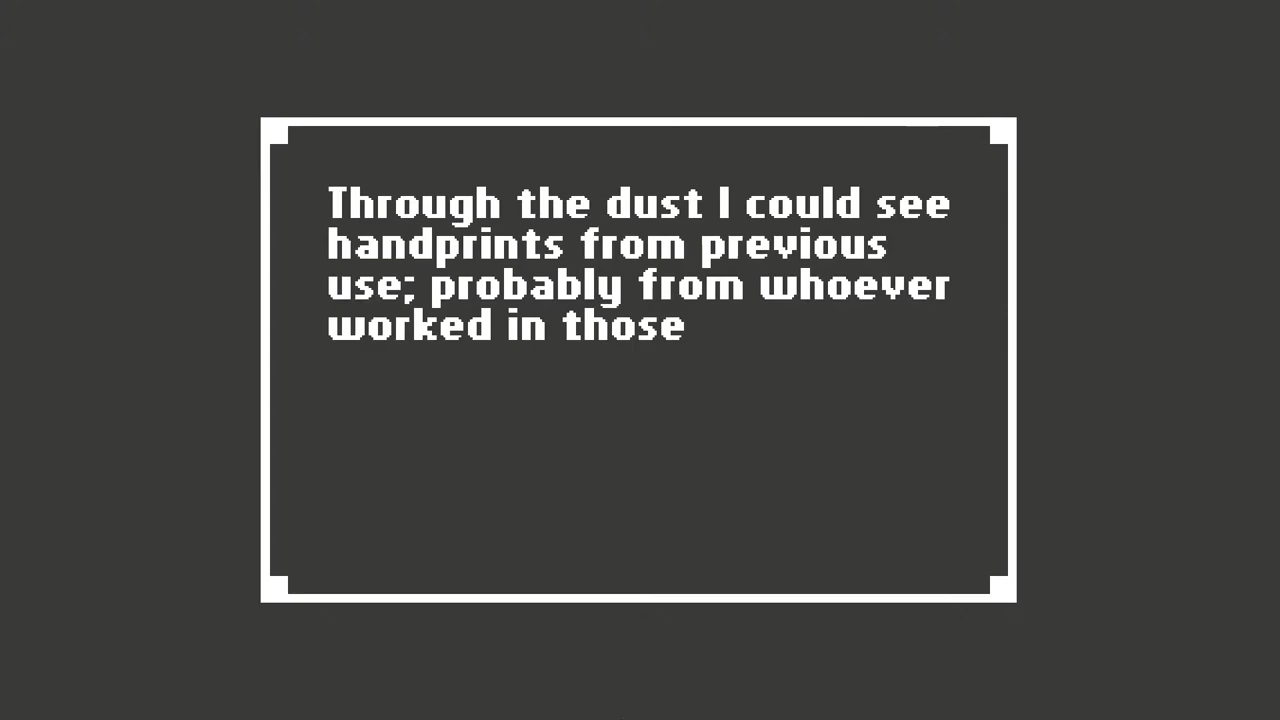 Through the dust I could see
handprints from previous
use; probably from whoever
worked in those